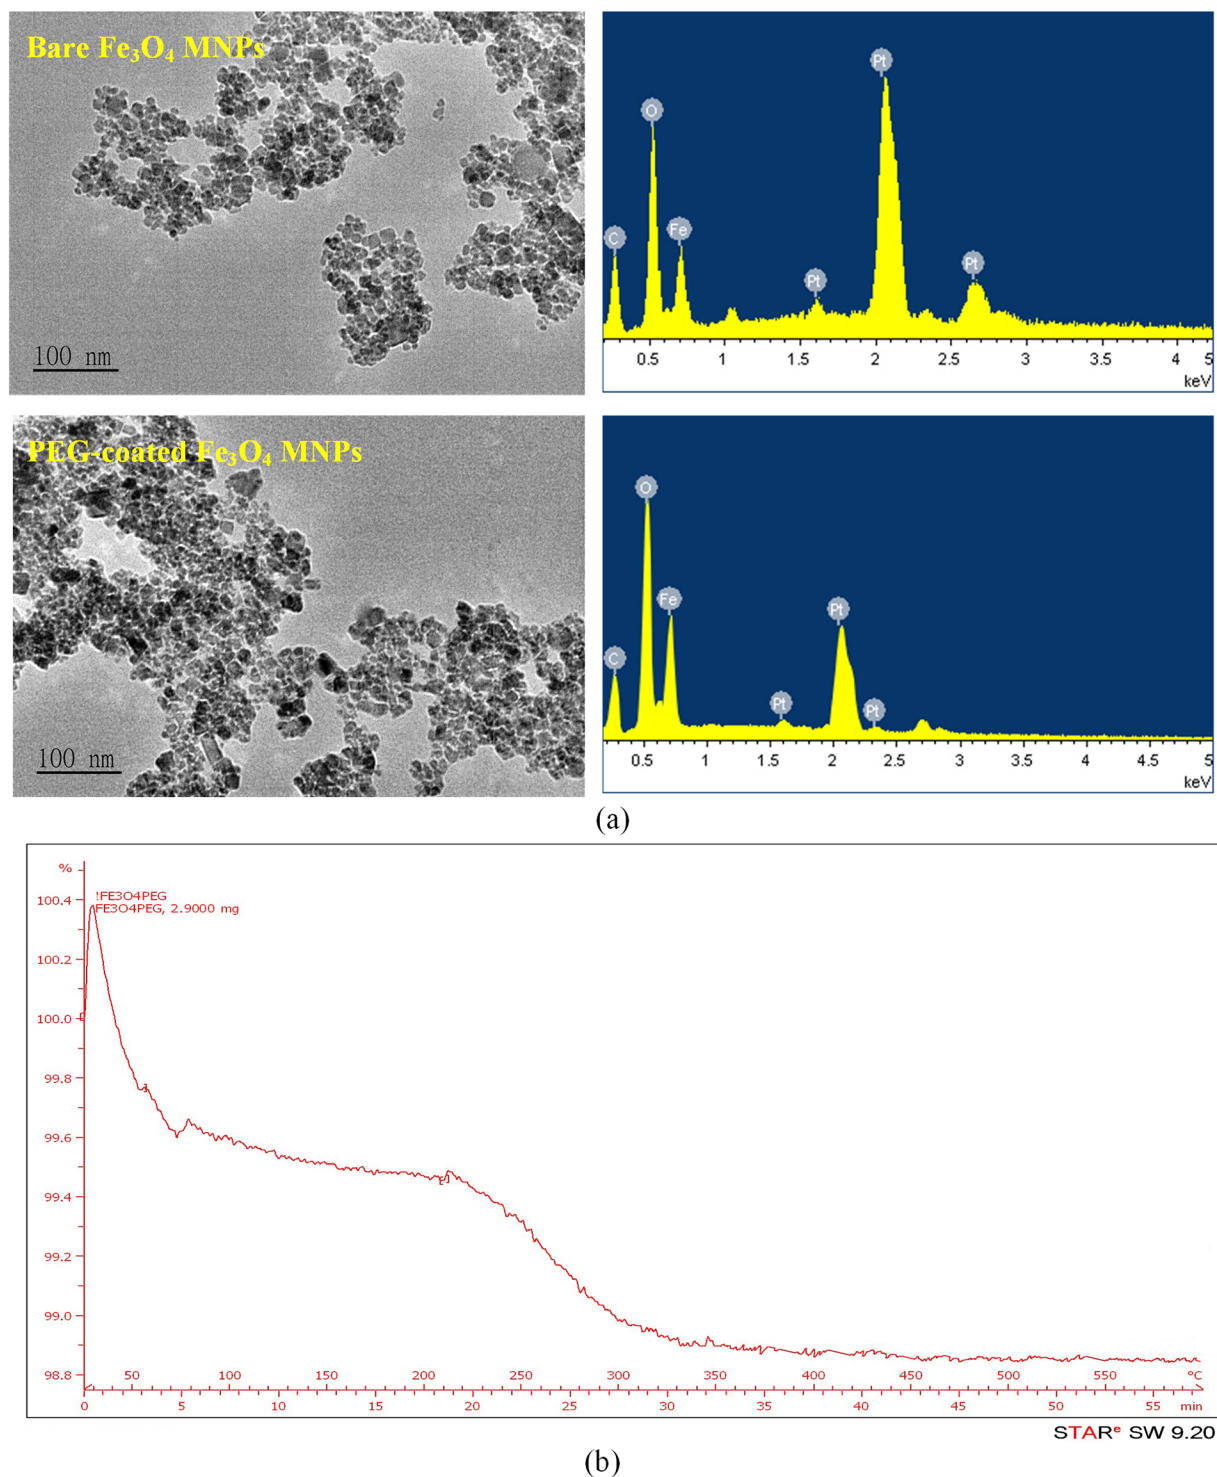 Bare Fe₃O₄ MNPs
100 nm
Pt
O
C
Fe
Pt
Pt
0.5 1 1.5 2 2.5 3 3.5 4 4.5 5
keV
PEG-coated Fe₃O₄ MNPs
100 nm
O
Fe
Pt
C
Pt
Pt
0.5 1 1.5 2 2.5 3 3.5 4 4.5 5
keV
(a)
%
!FE3O4PEG
FE3O4PEG, 2.9000 mg
100.4
100.2
100.0
99.8
99.6
99.4
99.2
99.0
98.8
50 100 150 200 250 300 350 400 450 500 550 °C
0 5 10 15 20 25 30 35 40 45 50 55 min
STARᵉ SW 9.20
(b)